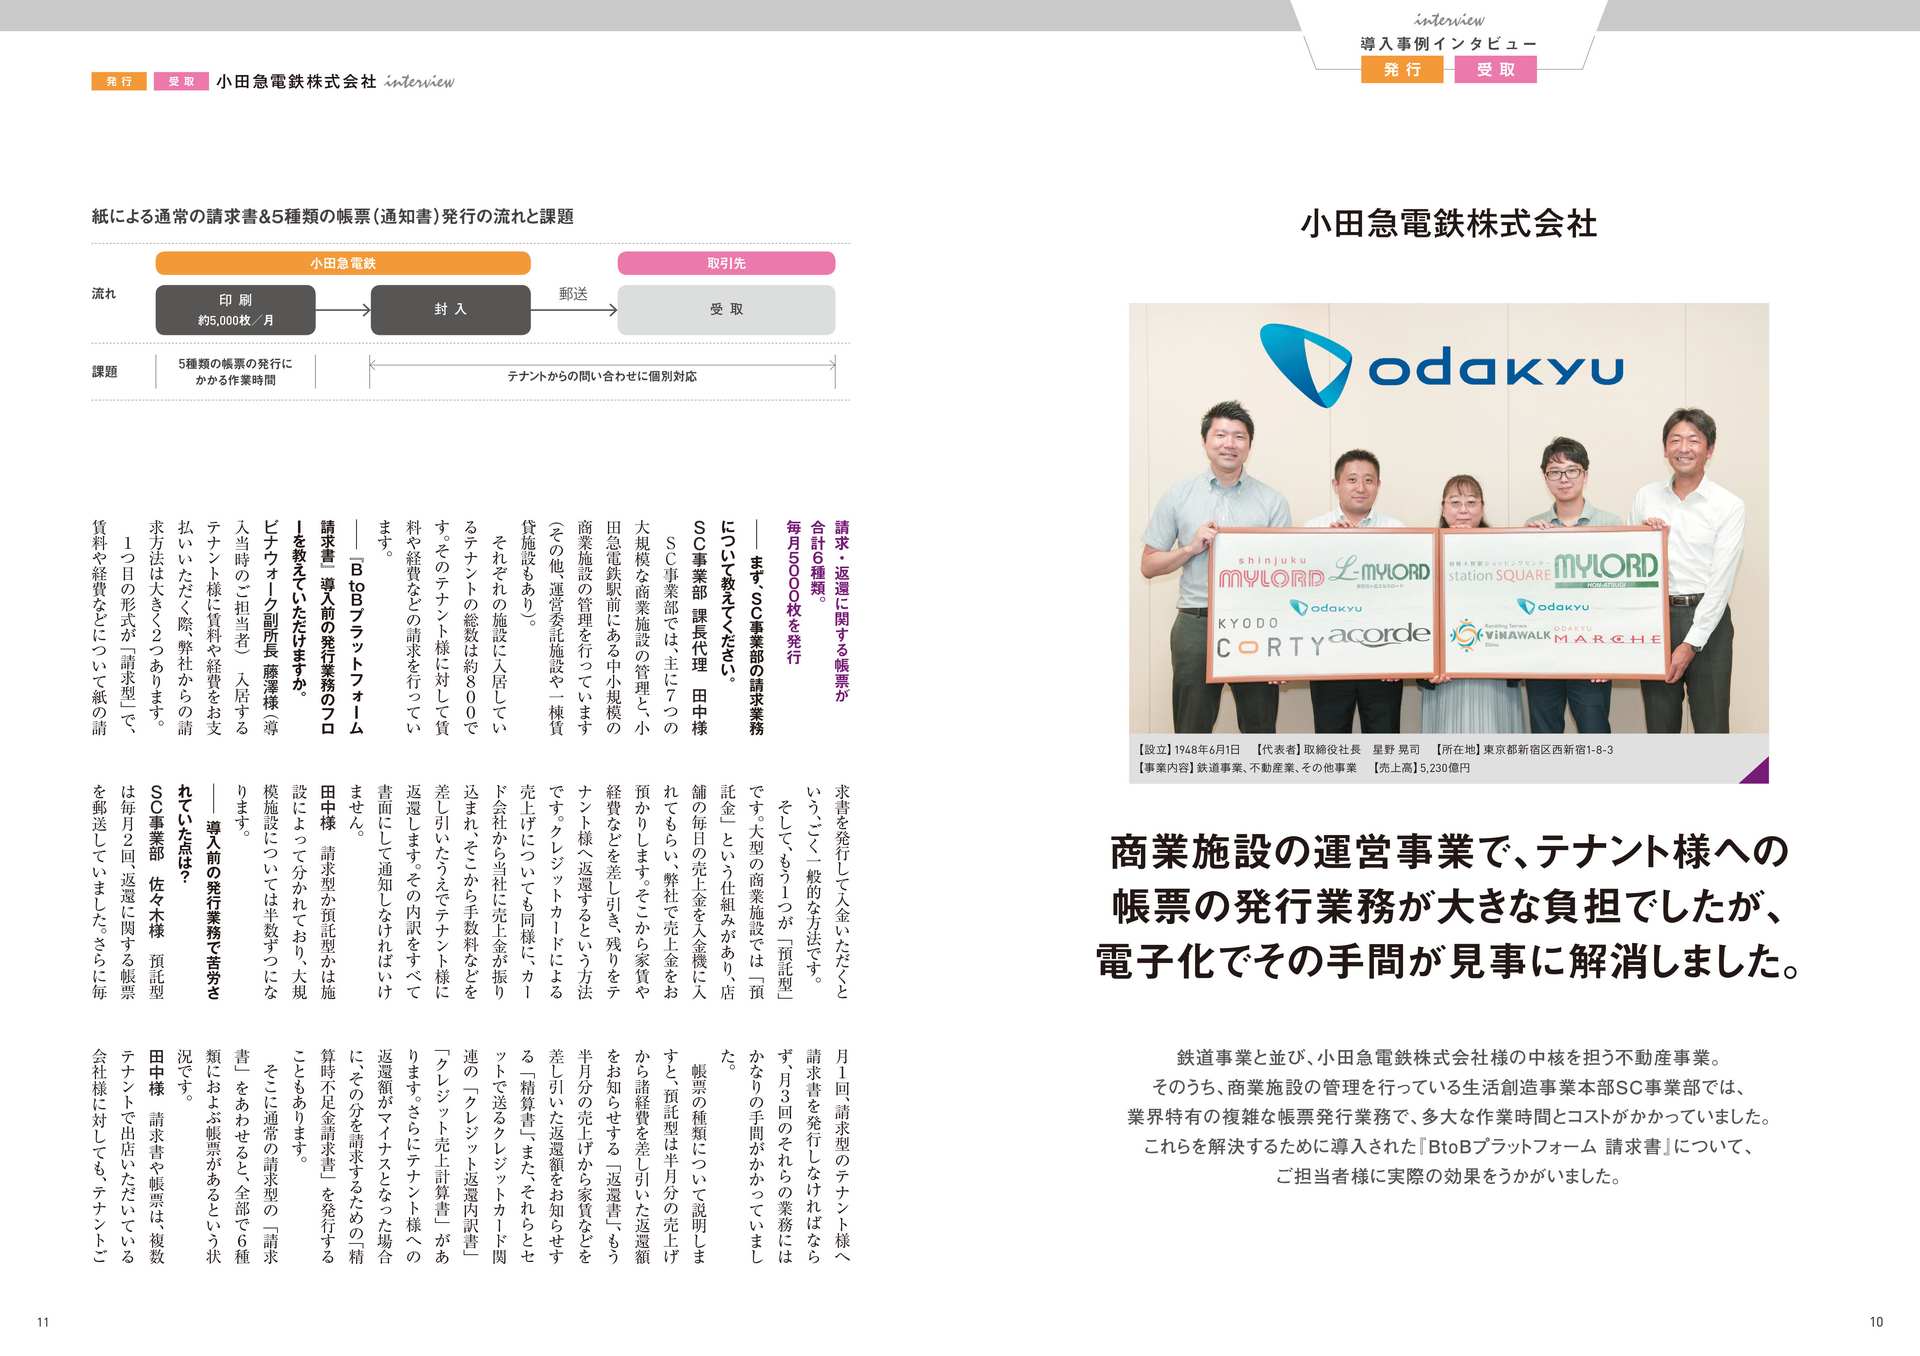 interview
導入事例インタビュー
発行 受取
小田急電鉄株式会社
odakyu
shinjuku
MYLORD
L-MYLORD
odakyu
KYODO
CORTY
acorde
station SQUARE
MYLORD
HON-ATSUGI
odakyu
ViNAWALK
ODAKYU
MARCHE
【設立】1948年6月1日 【代表者】取締役社長 星野 晃司 【所在地】東京都新宿区西新宿1-8-3
【事業内容】鉄道事業、不動産業、その他事業 【売上高】5,230億円
商業施設の運営事業で、テナント様への
帳票の発行業務が大きな負担でしたが、
電子化でその手間が見事に解消しました。
鉄道事業と並び、小田急電鉄株式会社様の中核を担う不動産事業。
そのうち、商業施設の管理を行っている生活創造事業本部SC事業部では、
業界特有の複雑な帳票発行業務で、多大な作業時間とコストがかかっていました。
これらを解決するために導入された『BtoBプラットフォーム 請求書』について、
ご担当者様に実際の効果をうかがいました。
10
発行 受取 小田急電鉄株式会社 interview
紙による通常の請求書&5種類の帳票（通知書）発行の流れと課題
小田急電鉄
取引先
流れ
印刷
約5,000枚／月
封入
郵送
受取
課題
5種類の帳票の発行に
かかる作業時間
テナントからの問い合わせに個別対応
請求・返還に関する帳票が
合計6種類。
毎月5000枚を発行
―― まず、SC事業部の請求業務
について教えてください。
SC事業部 課長代理 田中様
SC事業部では、主に7つの
大規模な商業施設の管理と、小
田急電鉄駅前にある中小規模の
商業施設の管理を行っています
（その他、運営委託施設や一棟賃
貸施設もあり）。
それぞれの施設に入居してい
るテナントの総数は約800で
す。そのテナント様に対して賃
料や経費などの請求を行ってい
ます。
―― 『BtoBプラットフォーム
請求書』導入前の発行業務のフロ
ーを教えていただけますか。
ビナウォーク副所長 藤澤様（導
入当時のご担当者） 入居する
テナント様に賃料や経費をお支
払いいただく際、弊社からの請
求方法は大きく2つあります。
1つ目の形式が「請求型」で、
賃料や経費などについて紙の請
求書を発行して入金いただくと
いう、ごく一般的な方法です。
そして、もう1つが「預託型」
です。大型の商業施設では「預
託金」という仕組みがあり、店
舗の毎日の売上金を入金機に入
れてもらい、弊社で売上金をお
預かりします。そこから家賃や
経費などを差し引き、残りをテ
ナント様へ返還するという方法
です。クレジットカードによる
売上げについても同様に、カー
ド会社から当社に売上金が振り
込まれ、そこから手数料などを
差し引いたうえでテナント様に
返還します。その内訳をすべて
書面にして通知しなければいけ
ません。
田中様 請求型か預託型かは施
設によって分かれており、大規
模施設については半数ずつにな
ります。
―― 導入前の発行業務で苦労さ
れていた点は？
SC事業部 佐々木様 預託型
は毎月2回、返還に関する帳票
を郵送していました。さらに毎
月1回、請求型のテナント様へ
請求書を発行しなければなら
ず、月3回のそれらの業務には
かなりの手間がかかっていまし
た。
帳票の種類について説明しま
すと、預託型は半月分の売上げ
から諸経費を差し引いた返還額
をお知らせする「返還書」、もう
半月分の売上げから家賃などを
差し引いた返還額をお知らせす
る「精算書」、また、それらとセ
ットで送るクレジットカード関
連の「クレジット返還内訳書」
「クレジット売上計算書」があ
ります。さらにテナント様への
返還額がマイナスとなった場合
に、その分を請求するための「精
算時不足金請求書」を発行する
こともあります。
そこに通常の請求型の「請求
書」をあわせると、全部で6種
類におよぶ帳票があるという状
況です。
田中様 請求書や帳票は、複数
テナントで出店いただいている
会社様に対しても、テナントご
11